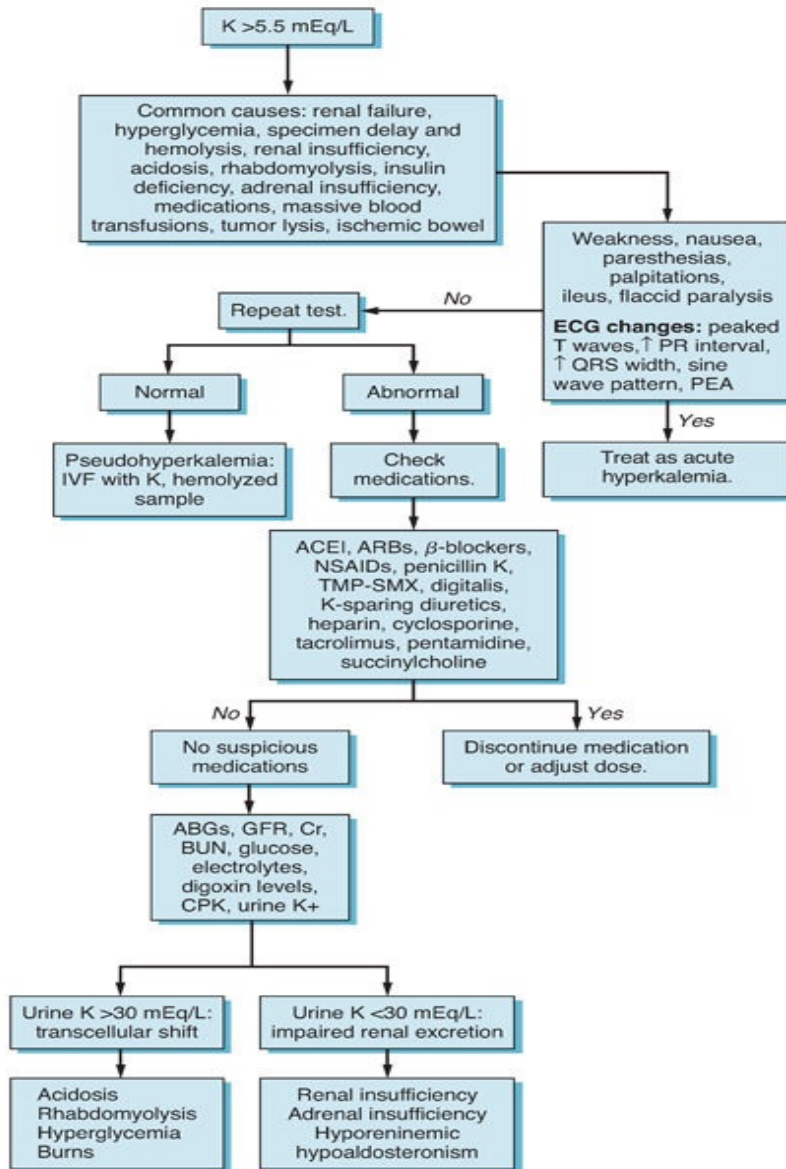 K >5.5 mEq/L
Common causes: renal failure,
hyperglycemia, specimen delay and
hemolysis, renal insufficiency,
acidosis, rhabdomyolysis, insulin
deficiency, adrenal insufficiency,
medications, massive blood
transfusions, tumor lysis, ischemic bowel
Weakness, nausea,
paresthesias,
palpitations,
ileus, flaccid paralysis
ECG changes: peaked
T waves,↑ PR interval,
↑ QRS width, sine
wave pattern, PEA
No
Repeat test.
Yes
Treat as acute
hyperkalemia.
Normal
Abnormal
Pseudohyperkalemia:
IVF with K, hemolyzed
sample
Check
medications.
ACEI, ARBs, β-blockers,
NSAIDs, penicillin K,
TMP-SMX, digitalis,
K-sparing diuretics,
heparin, cyclosporine,
tacrolimus, pentamidine,
succinylcholine
No
Yes
No suspicious
medications
Discontinue medication
or adjust dose.
ABGs, GFR, Cr,
BUN, glucose,
electrolytes,
digoxin levels,
CPK, urine K+
Urine K >30 mEq/L:
transcellular shift
Urine K <30 mEq/L:
impaired renal excretion
Acidosis
Rhabdomyolysis
Hyperglycemia
Burns
Renal insufficiency
Adrenal insufficiency
Hyporeninemic
hypoaldosteronism